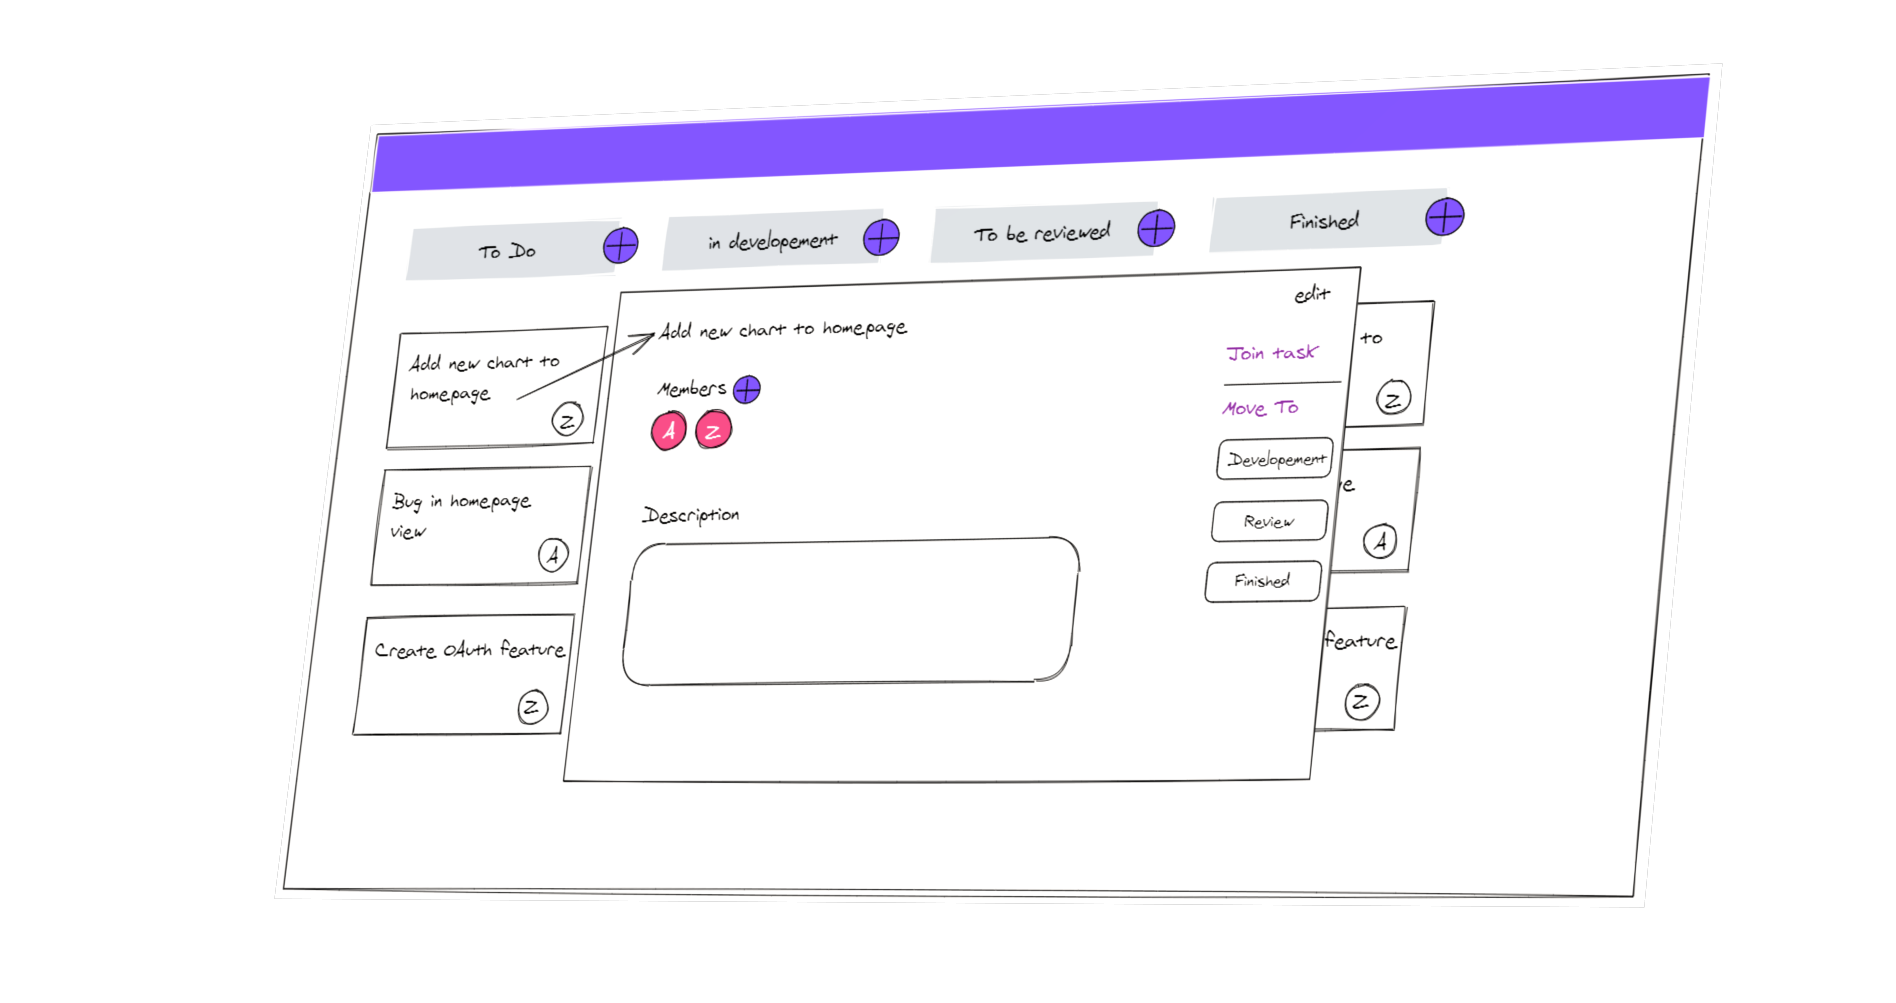 To Do
in developement
To be reviewed
Finished
Add new chart to
homepage
Z
Bug in homepage
view
A
Create OAuth feature
Z
edit
Add new chart to homepage
Members
A Z
Description
Join task
Move To
Developement
Review
Finished
to
Z
A
feature
Z